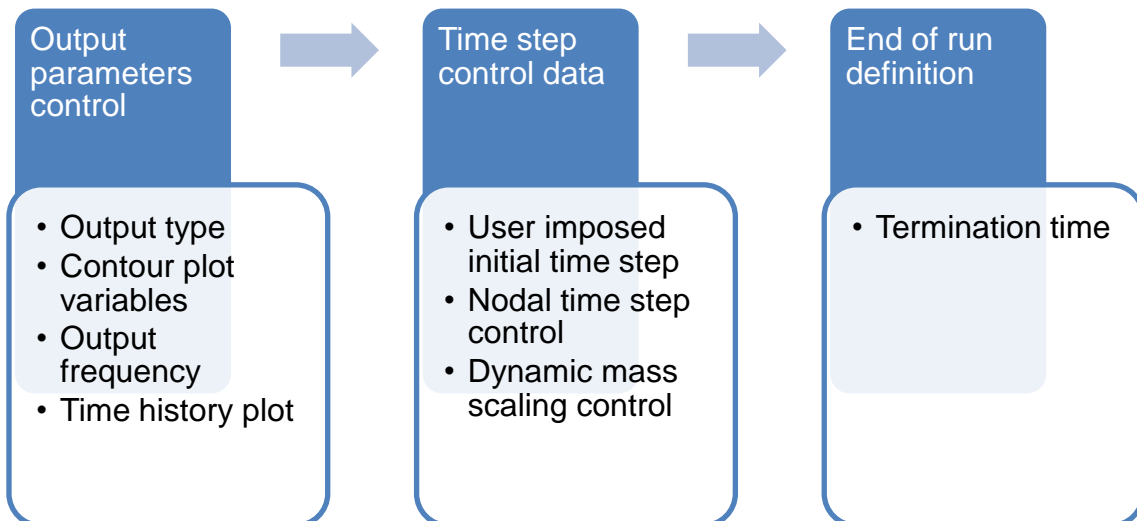 Output
parameters
control
• Output type
• Contour plot
variables
• Output
frequency
• Time history plot
Time step
control data
• User imposed
initial time step
• Nodal time step
control
• Dynamic mass
scaling control
End of run
definition
• Termination time